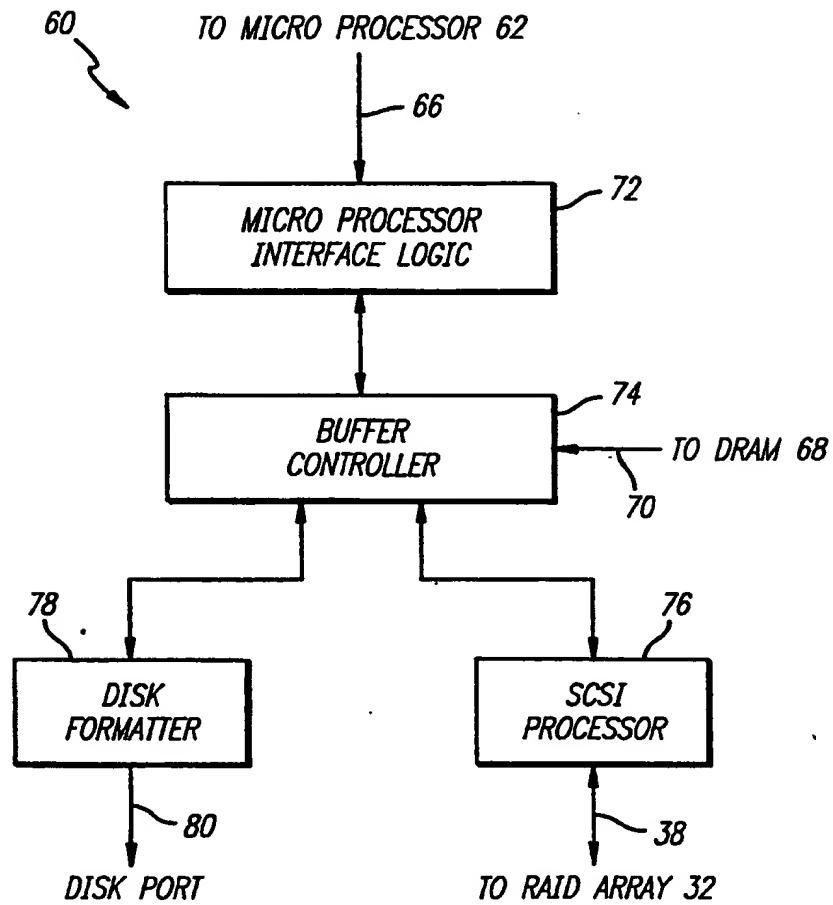 60
TO MICRO PROCESSOR 62
66
72
MICRO PROCESSOR
INTERFACE LOGIC
74
BUFFER
CONTROLLER
TO DRAM 68
70
78
76
DISK
FORMATTER
SCSI
PROCESSOR
80
38
DISK PORT
TO RAID ARRAY 32